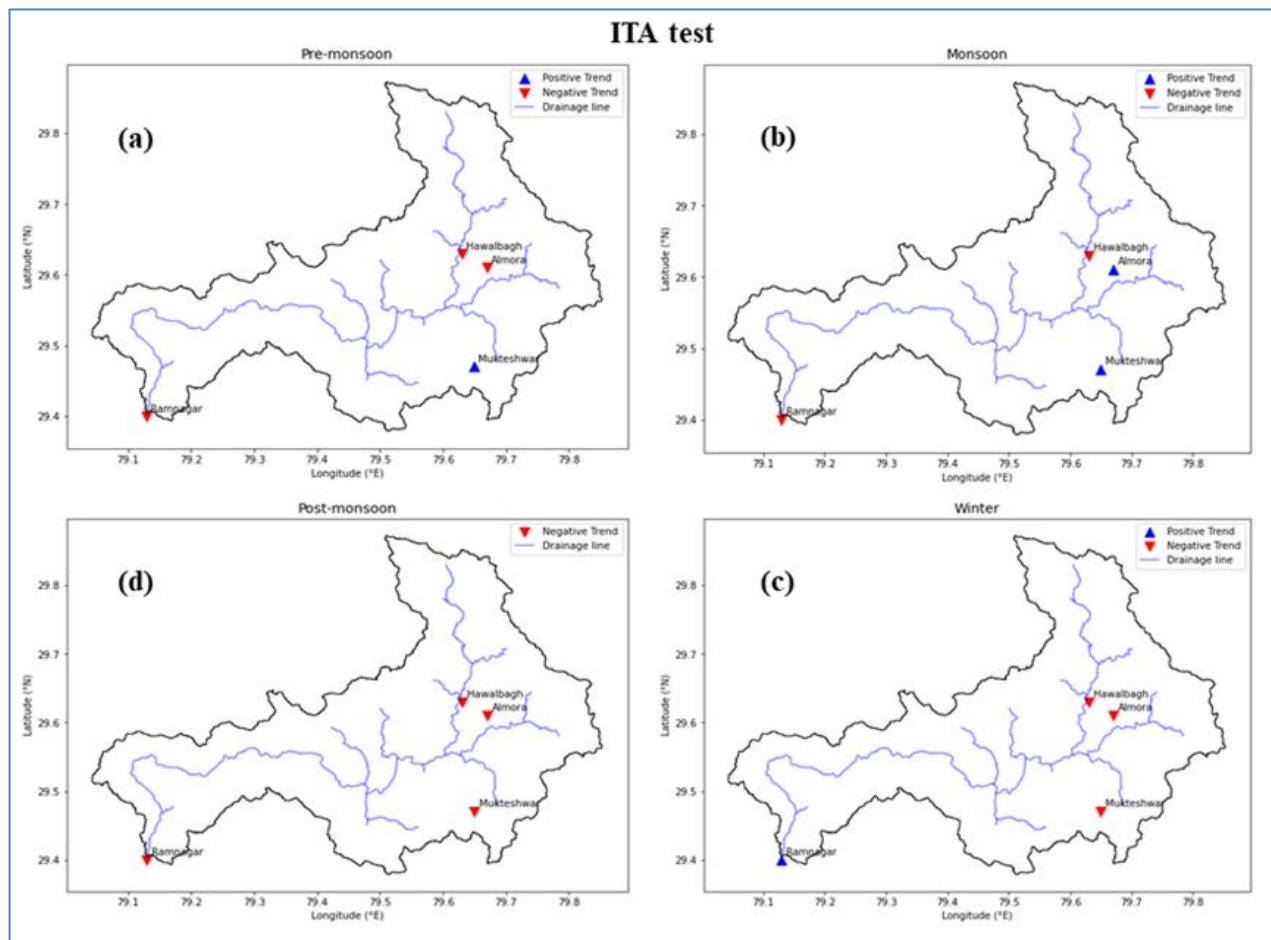 ITA test
Pre-monsoon
Positive Trend
Negative Trend
Drainage line
(a)
29.8
29.7
29.6
29.5
29.4
Latitude (°N)
Hawalbagh
Almora
Mukteshwar
Ramnagar
79.1 79.2 79.3 79.4 79.5 79.6 79.7 79.8
Longitude (°E)
Monsoon
Positive Trend
Negative Trend
Drainage line
(b)
29.8
29.7
29.6
29.5
29.4
Latitude (°N)
Hawalbagh
Almora
Mukteshwar
Ramnagar
79.1 79.2 79.3 79.4 79.5 79.6 79.7 79.8
Longitude (°E)
Post-monsoon
Negative Trend
Drainage line
(d)
29.8
29.7
29.6
29.5
29.4
Latitude (°N)
Hawalbagh
Almora
Mukteshwar
Ramnagar
79.1 79.2 79.3 79.4 79.5 79.6 79.7 79.8
Longitude (°E)
Winter
Positive Trend
Negative Trend
Drainage line
(c)
29.8
29.7
29.6
29.5
29.4
Latitude (°N)
Hawalbagh
Almora
Mukteshwar
Ramnagar
79.1 79.2 79.3 79.4 79.5 79.6 79.7 79.8
Longitude (°E)